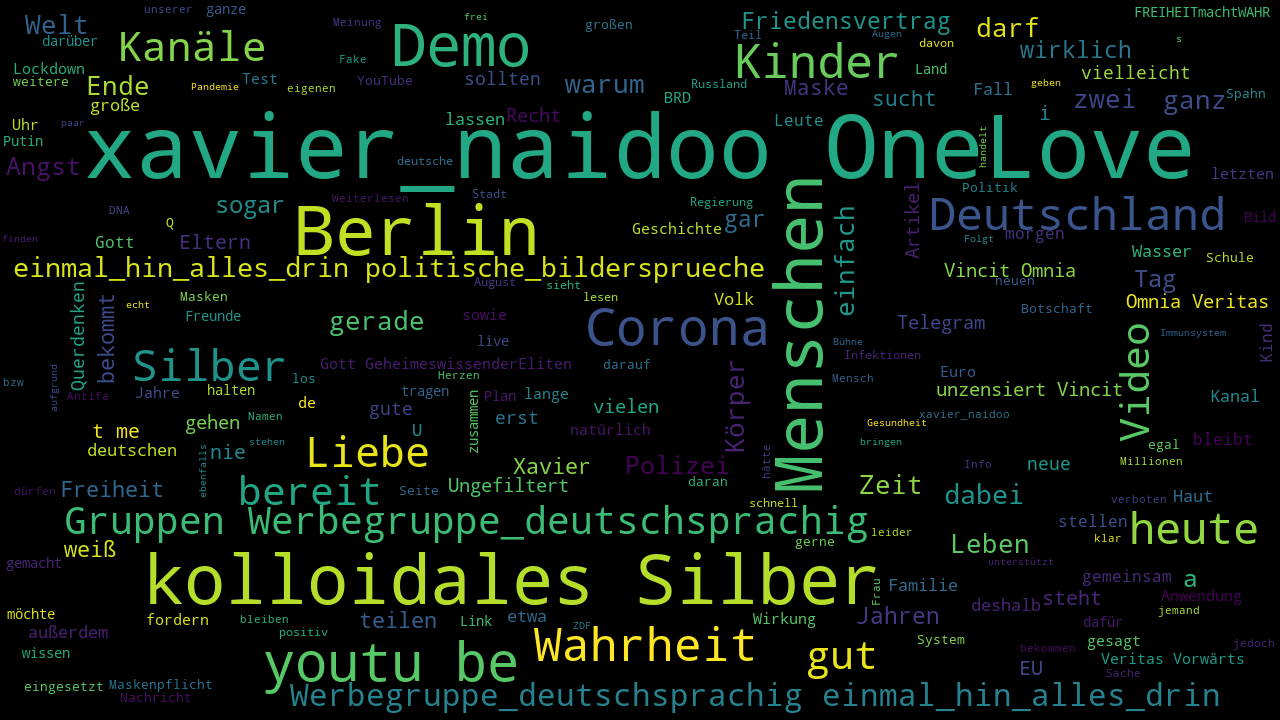 unserer ganze
Welt
Meinung
frei
großen
Friedensvertrag
darf
FREIHEITmachtWAHR
darüber
Kanäle
Demo
Teil
Augen
davon
wirklich
s
Lockdown
weitere
Fake
Kinder
Land
vielleicht
Ende
Test
eigenen
YouTube
sollten
warum
Russland
Maske
sucht
Fall
geben
zwei
ganz
Spahn
Pandemie
große
BRD
i
Uhr
paar
lassen
Recht
Leute
Putin
xavier_naidoo OneLove
handelt
Angst
deutsche
letzten
DNA
sogar
Weiterlesen
Stadt
Regierung
Politik
Artikel
Deutschland
Bild
Q
Berlin
Geschichte
gar
einfach
Menschen
finden
Gott
Eltern
Folgt
morgen
Wasser
Schule
einmal_hin_alles_drin politische_bildersprueche
Vincit Omnia
neuen
Tag
August
sieht
Querdenken
bekommt
echt
Masken
lesen
Volk
Omnia Veritas
Freunde
gerade
sowie
Corona
Telegram
Botschaft
live
Bühne
Video
Immunsystem
Kind
Silber
Gott GeheimeswissenderEliten
darauf
Infektionen
bzw
aufgrund
los
Herzen
Körper
Mensch
Euro
Antifa
Jahre
halten
tragen
Plan
lange
unzensiert Vincit
Kanal
de
gute
zusammen
erst
vielen
xavier_naidoo
t me
gehen
Namen
U
natürlich
Gesundheit
deutschen
nie
stehen
Liebe
bringen
egal
bleibt
ebenfalls
Xavier
Polizei
hätte
Info
neue
Millionen
dürfen
Freiheit
bereit
Seite
Ungefiltert
daran
Zeit
dabei
verboten
Haut
schnell
Gruppen Werbegruppe_deutschsprachig
stellen
heute
leider
klar
weiß
gerne
Leben
gemacht
unterstützt
kolloidales Silber
Frau
Familie
gemeinsam
a
möchte
deshalb
steht
Anwendung
jemand
fordern
bleiben
teilen
Link
etwa
Wirkung
Jahren
dafür
außerdem
positiv
ZDF
wissen
youtu be
Wahrheit
gut
System
gesagt
jedoch
bekommen
Veritas Vorwärts
eingesetzt
Maskenpflicht
EU
Sache
Nachricht
Werbegruppe_deutschsprachig einmal_hin_alles_drin